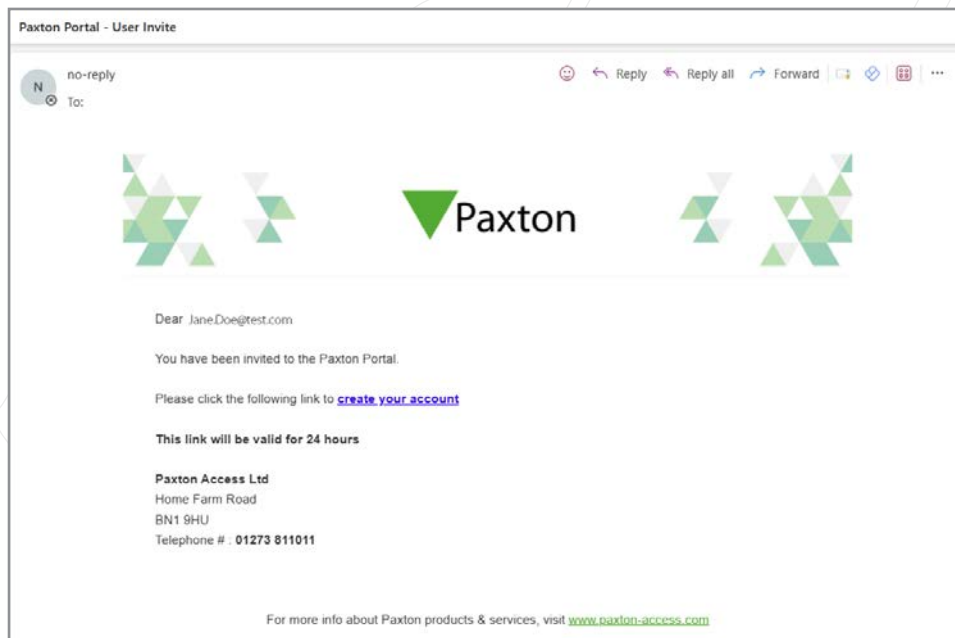 Paxton Portal - User Invite
N
no-reply
To:
Reply
Reply all
Forward
Paxton
Dear Jane.Doe@test.com
You have been invited to the Paxton Portal.
Please click the following link to create your account
This link will be valid for 24 hours
Paxton Access Ltd
Home Farm Road
BN1 9HU
Telephone # : 01273 811011
For more info about Paxton products & services, visit www.paxton-access.com